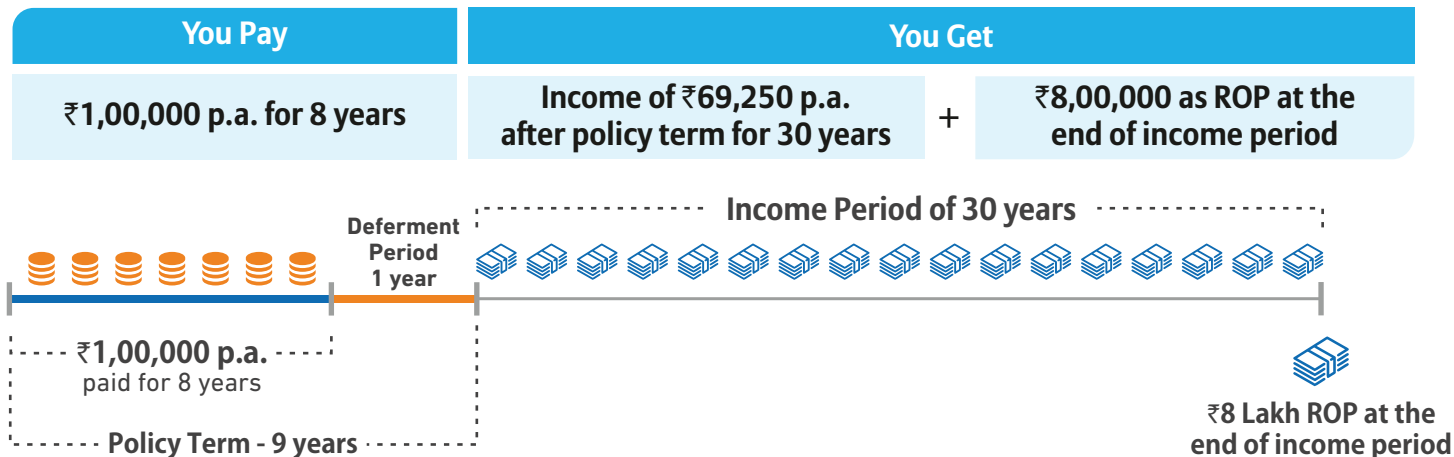 You Pay
You Get
₹1,00,000 p.a. for 8 years
Income of ₹69,250 p.a.
after policy term for 30 years
+
₹8,00,000 as ROP at the
end of income period
Income Period of 30 years
Deferment
Period
1 year
₹1,00,000 p.a.
paid for 8 years
Policy Term - 9 years
₹8 Lakh ROP at the
end of income period